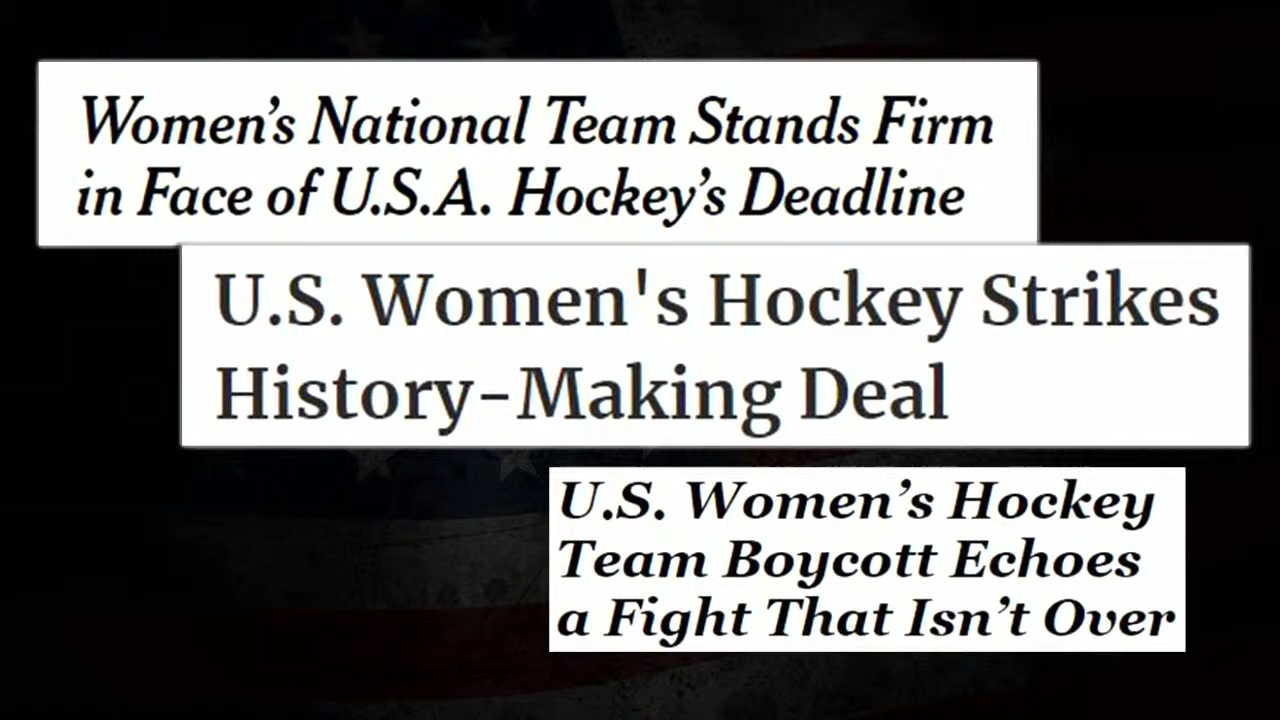 Women’s National Team Stands Firm
in Face of U.S.A. Hockey’s Deadline
U.S. Women's Hockey Strikes
History-Making Deal
U.S. Women’s Hockey
Team Boycott Echoes
a Fight That Isn’t Over